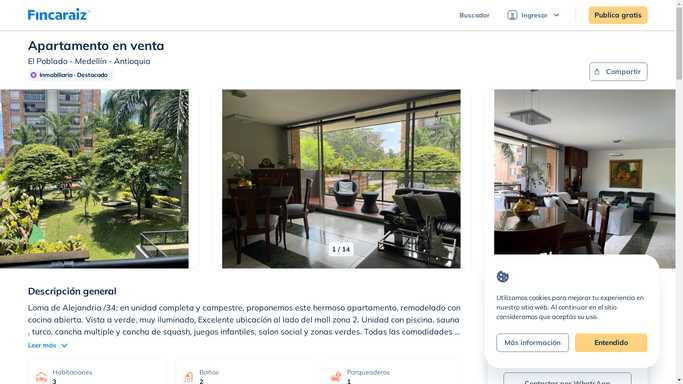 Fincaraiz
Buscador
Ingresar
Publica gratis
Apartamento en venta
El Poblado - Medellín - Antioquia
Inmobiliaria · Destacado
Compartir
1 / 14
Descripción general
Loma de Alejandria /34; en unidad completa y campestre, proponemos este hermoso apartamento, remodelado con
cocina abierta. Vista a verde, muy iluminado, Excelente ubicación al lado del mall zona 2. Unidad con piscina, sauna
, turco, cancha multiple y cancha de squash, juegos infantiles, salon social y zonas verdes. Todas las comodidades ...
Leer más
Habitaciones
3
Baños
2
Parqueaderos
1
Utilizamos cookies para mejorar tu experiencia en
nuestro sitio web. Al continuar en el sitio
consideramos que aceptas su uso.
Más información
Entendido
Contactar por WhatsApp